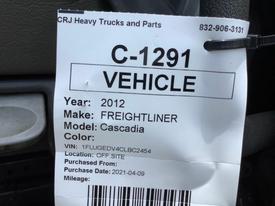 CRJ Heavy Trucks and Parts
832-906-3131
C-1291
VEHICLE
Year: 2012
Make: FREIGHTLINER
Model: Cascadia
Color:
VIN: 1FUJGEDV4CLBC2454
Location: OFF SITE
Purchased From:
Purchase Date: 2021-04-09
Mileage: